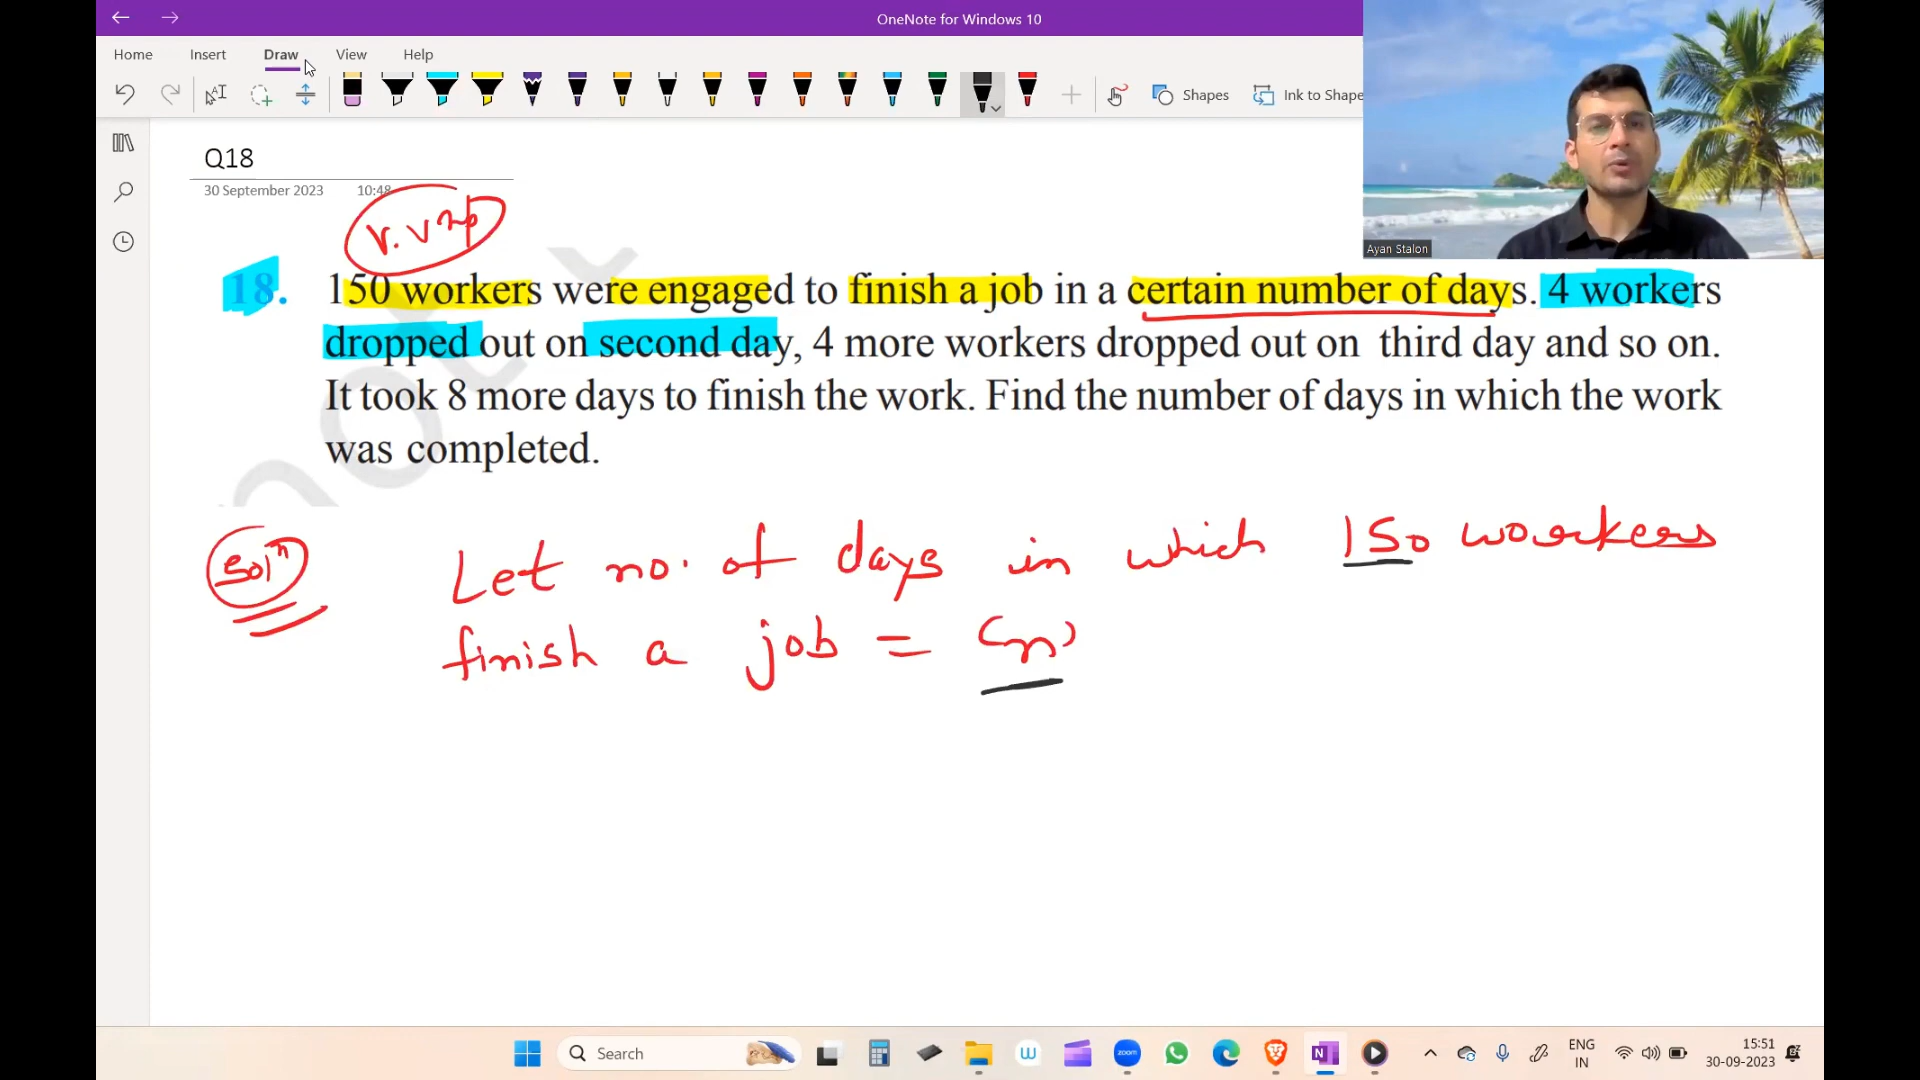 OneNote for Windows 10
Home Insert Draw View Help
Shapes Ink to Shape
Ayan Stalon
Q18
30 September 2023 10:48
v. v imp
18. 150 workers were engaged to finish a job in a certain number of days. 4 workers
dropped out on second day, 4 more workers dropped out on third day and so on.
It took 8 more days to finish the work. Find the number of days in which the work
was completed.
Solⁿ Let no. of days in which 150 workers
finish a job = (n)
Search
ENG
IN
15:51
30-09-2023